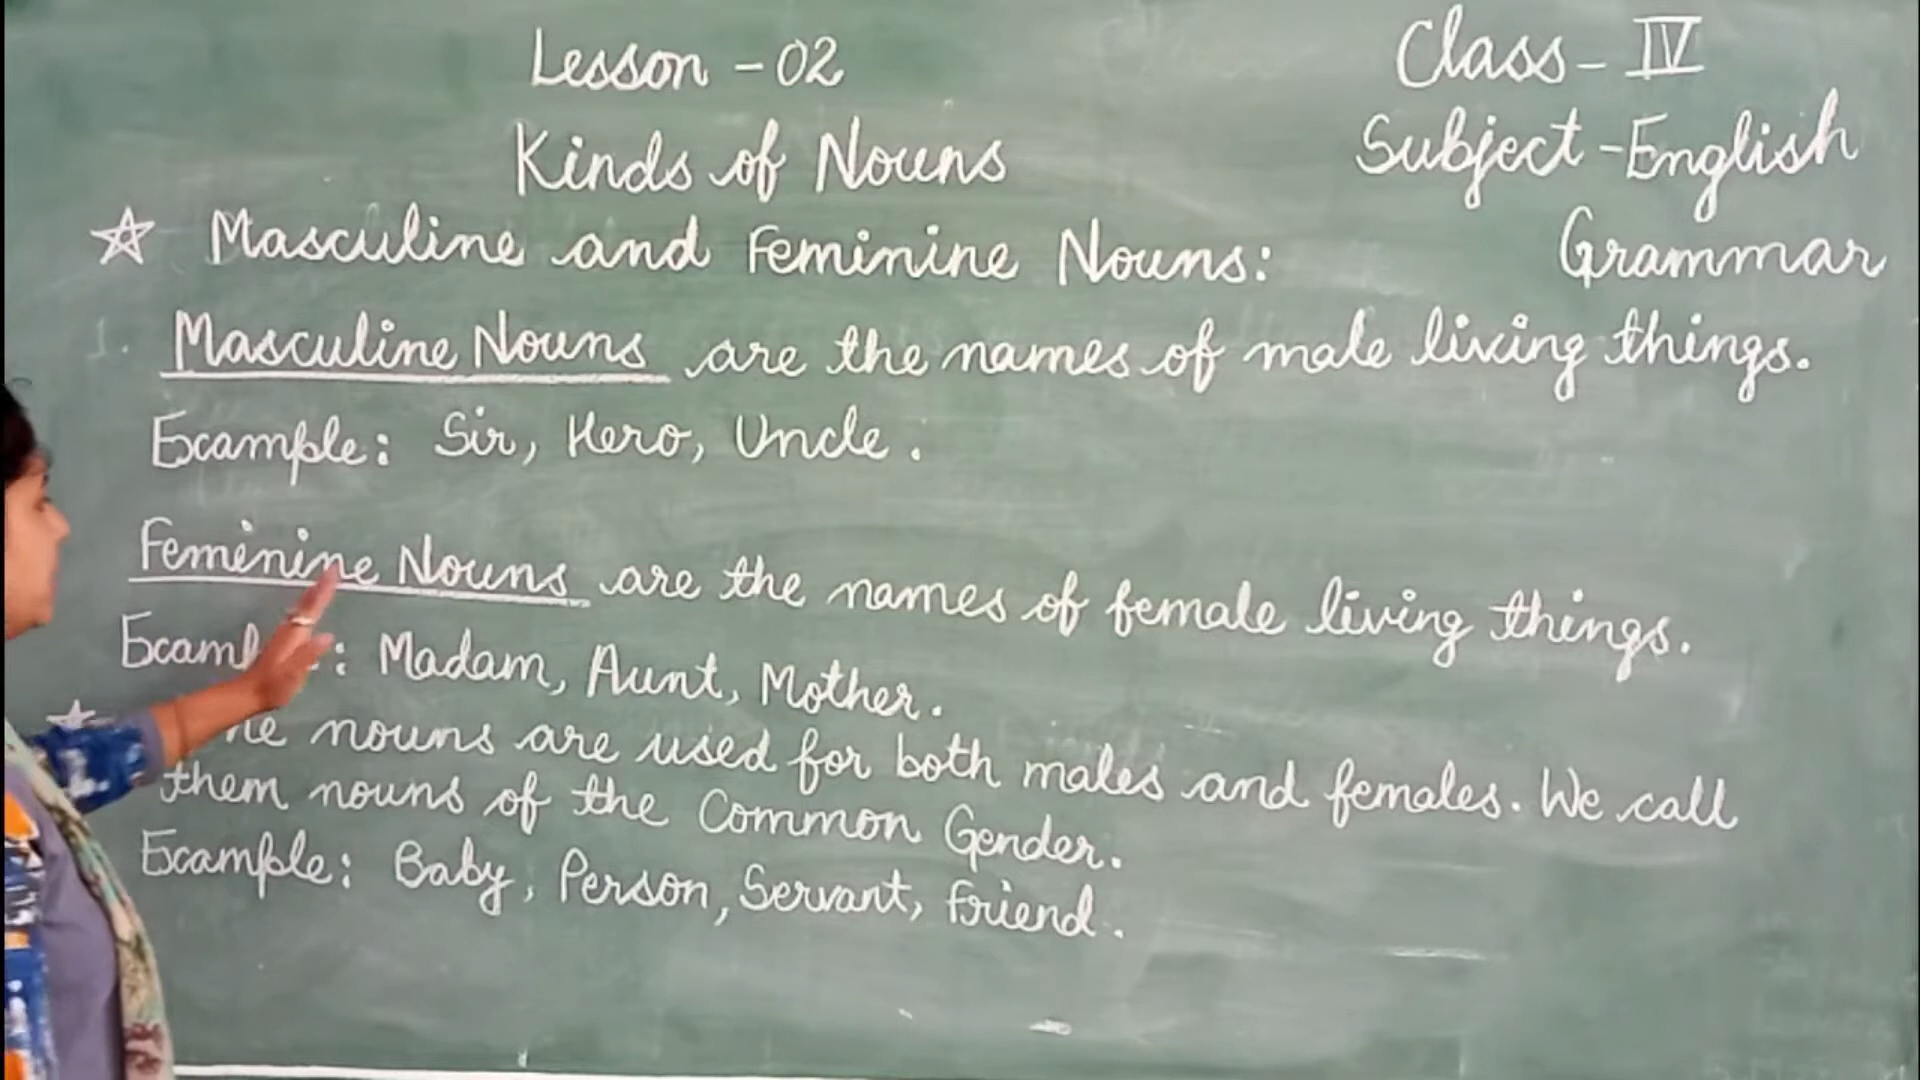 Lesson - 02
Class - IV
Kinds of Nouns
Subject - English
Grammar
☆ Masculine and Feminine Nouns:
1. Masculine Nouns are the names of male living things.
Example: Sir, Hero, Uncle.
Feminine Nouns are the names of female living things.
: Madam, Aunt, Mother.
☆ nouns are used for both males and females. We call
them nouns of the Common Gender.
Example: Baby, Person, Servant, Friend.